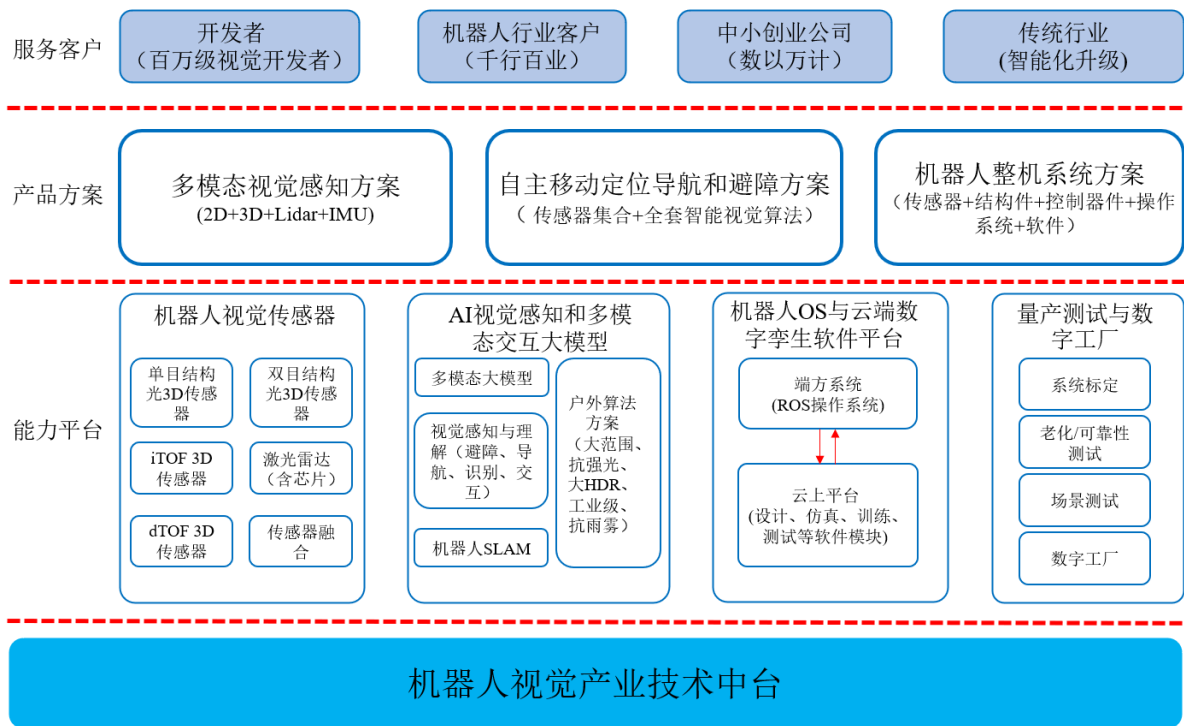 服务客户
开发者
（百万级视觉开发者）
机器人行业客户
（千行百业）
中小创业公司
（数以万计）
传统行业
(智能化升级)
产品方案
多模态视觉感知方案
(2D+3D+Lidar+IMU)
自主移动定位导航和避障方案
（ 传感器集合+全套智能视觉算法）
机器人整机系统方案
（传感器+结构件+控制器件+操作
系统+软件）
能力平台
机器人视觉传感器
单目结构
光3D传感
器
双目结构
光3D传感
器
iTOF 3D
传感器
激光雷达
（含芯片）
dTOF 3D
传感器
传感器融
合
AI视觉感知和多模
态交互大模型
多模态大模型
视觉感知与理
解（避障、导
航、识别、交
互）
机器人SLAM
户外算法
方案
（大范围、
抗强光、
大HDR、
工业级、
抗雨雾）
机器人OS与云端数
字孪生软件平台
端方系统
(ROS操作系统)
云上平台
(设计、仿真、训练、
测试等软件模块)
量产测试与数
字工厂
系统标定
老化/可靠性
测试
场景测试
数字工厂
机器人视觉产业技术中台